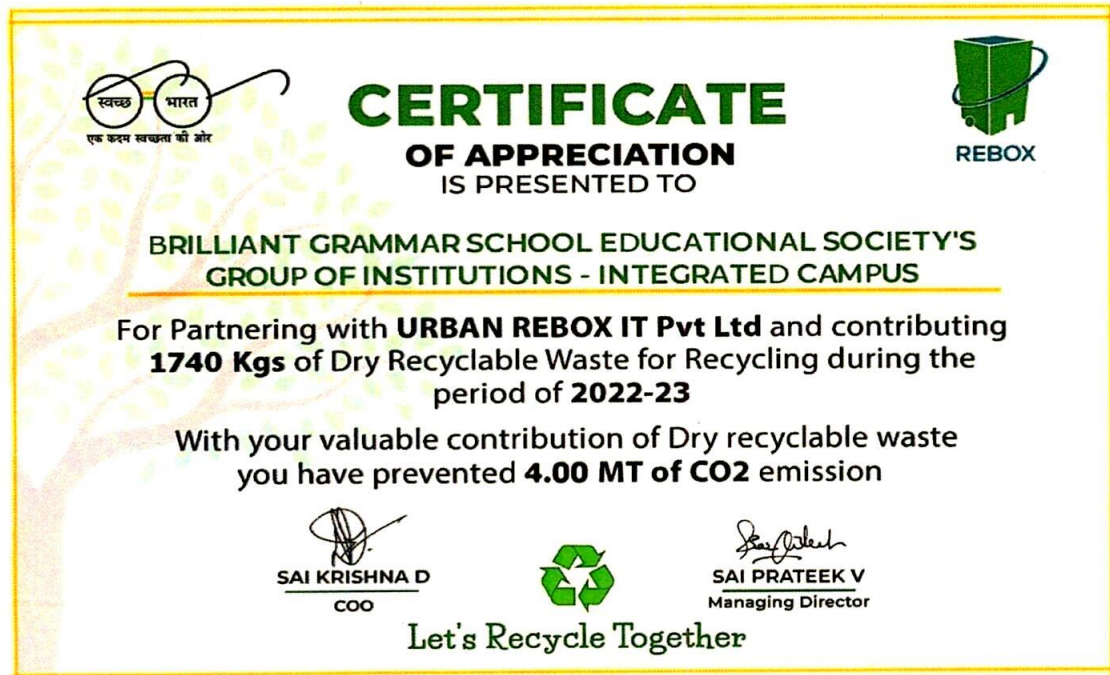 स्वच्छ भारत
एक कदम स्वच्छता की ओर
REBOX
CERTIFICATE
OF APPRECIATION
IS PRESENTED TO
BRILLIANT GRAMMAR SCHOOL EDUCATIONAL SOCIETY'S
GROUP OF INSTITUTIONS - INTEGRATED CAMPUS
For Partnering with URBAN REBOX IT Pvt Ltd and contributing
1740 Kgs of Dry Recyclable Waste for Recycling during the
period of 2022-23
With your valuable contribution of Dry recyclable waste
you have prevented 4.00 MT of CO2 emission
SAI KRISHNA D
COO
SAI PRATEEK V
Managing Director
Let's Recycle Together